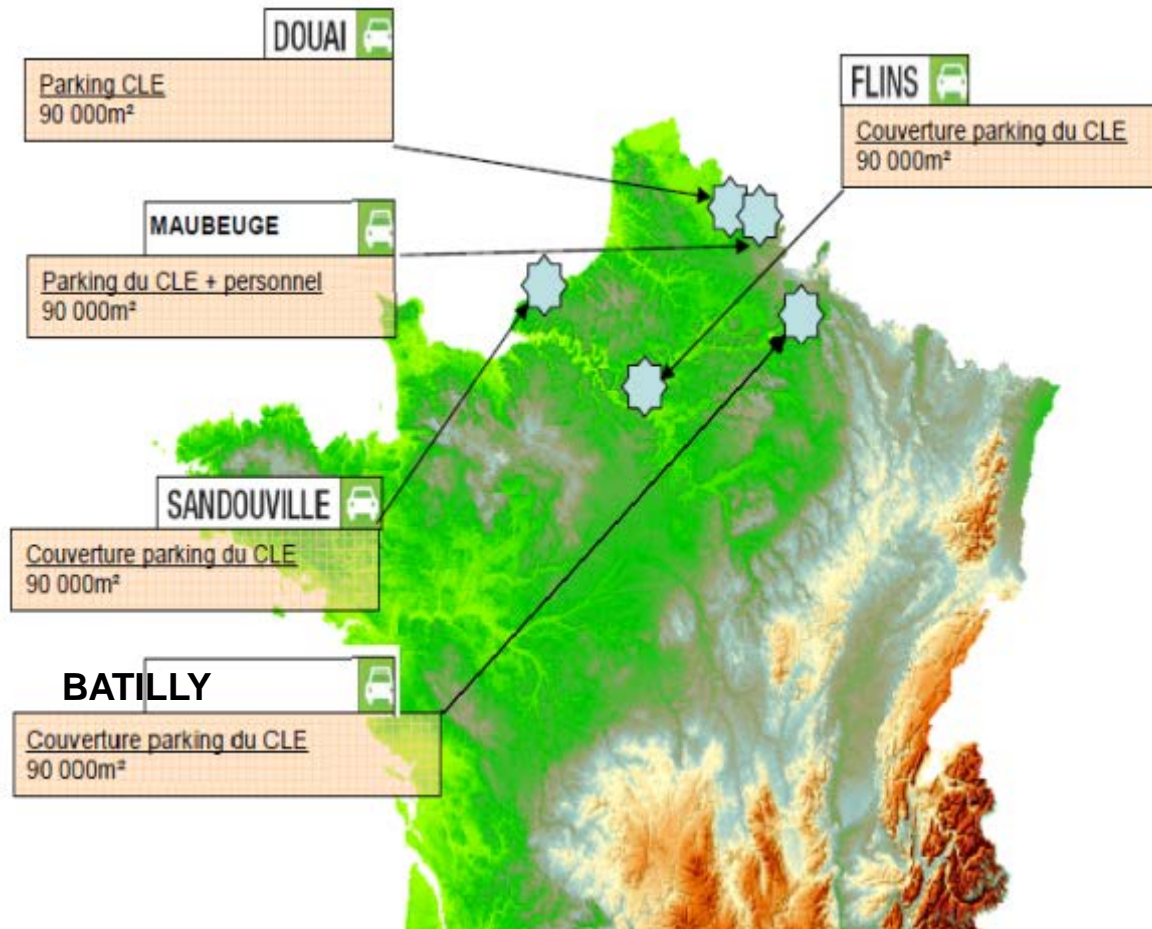 DOUAI
Parking CLE
90 000m²
FLINS
Couverture parking du CLE
90 000m²
MAUBEUGE
Parking du CLE + personnel
90 000m²
SANDOUVILLE
Couverture parking du CLE
90 000m²
BATILLY
Couverture parking du CLE
90 000m²